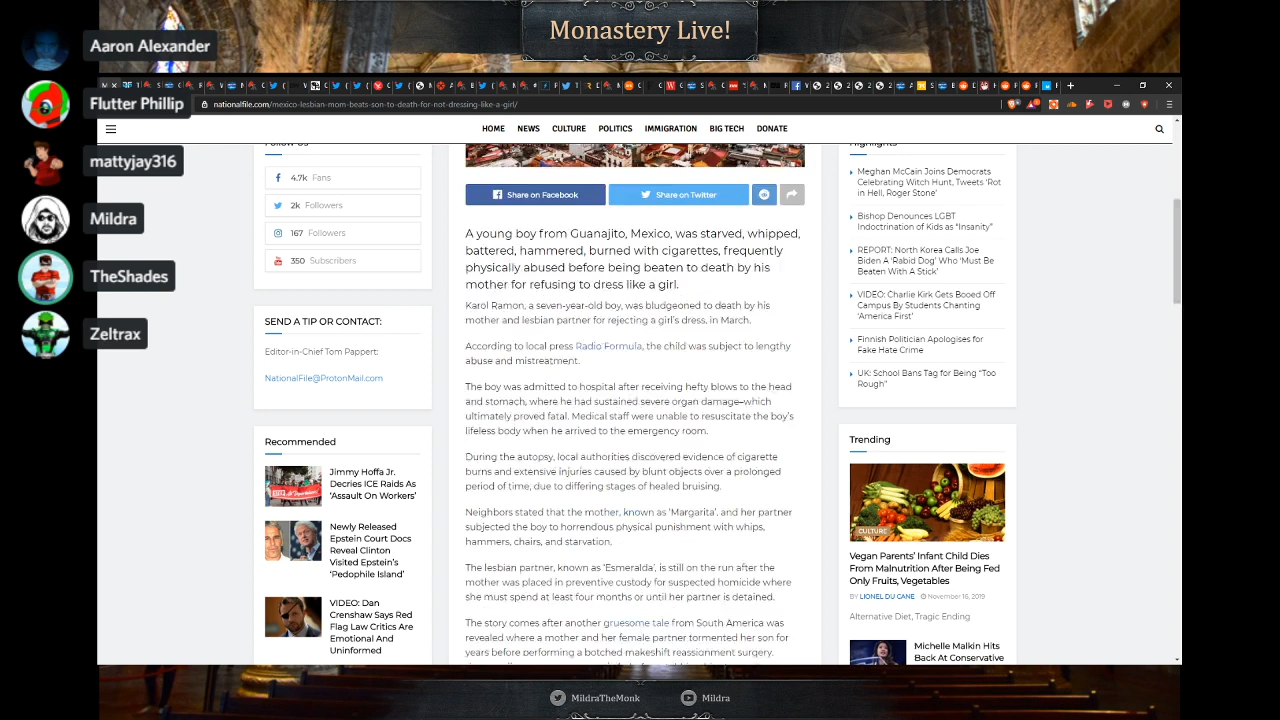 Monastery Live!
Aaron Alexander
Flutter Phillip
mattyjay316
Mildra
TheShades
Zeltrax
nationalfile.com/mexico-lesbian-mom-beats-son-to-death-for-not-dressing-like-a-girl/
HOME NEWS CULTURE POLITICS IMMIGRATION BIG TECH DONATE
Follow Us
4.7k Fans
2k Followers
167 Followers
350 Subscribers
SEND A TIP OR CONTACT:
Editor-in-Chief Tom Pappert:
NationalFile@ProtonMail.com
Recommended
Jimmy Hoffa Jr.
Decries ICE Raids As
'Assault On Workers'
Newly Released
Epstein Court Docs
Reveal Clinton
Visited Epstein's
'Pedophile Island'
VIDEO: Dan
Crenshaw Says Red
Flag Law Critics Are
Emotional And
Uninformed
Share on Facebook
Share on Twitter
A young boy from Guanajito, Mexico, was starved, whipped,
battered, hammered, burned with cigarettes, frequently
physically abused before being beaten to death by his
mother for refusing to dress like a girl.
Karol Ramon, a seven-year-old boy, was bludgeoned to death by his
mother and lesbian partner for rejecting a girl's dress, in March.
According to local press Radio Formula, the child was subject to lengthy
abuse and mistreatment.
The boy was admitted to hospital after receiving hefty blows to the head
and stomach, where he had sustained severe organ damage—which
ultimately proved fatal. Medical staff were unable to resuscitate the boy's
lifeless body when he arrived to the emergency room.
During the autopsy, local authorities discovered evidence of cigarette
burns and extensive injuries caused by blunt objects over a prolonged
period of time, due to differing stages of healed bruising.
Neighbors stated that the mother, known as 'Margarita', and her partner
subjected the boy to horrendous physical punishment with whips,
hammers, chairs, and starvation.
The lesbian partner, known as 'Esmeralda', is still on the run after the
mother was placed in preventive custody for suspected homicide where
she must spend at least four months or until her partner is detained.
The story comes after another gruesome tale from South America was
revealed where a mother and her female partner tormented her son for
years before performing a botched makeshift reassignment surgery.
Highlights
Meghan McCain Joins Democrats
Celebrating Witch Hunt, Tweets 'Rot
in Hell, Roger Stone'
Bishop Denounces LGBT
Indoctrination of Kids as "Insanity"
REPORT: North Korea Calls Joe
Biden A 'Rabid Dog' Who 'Must Be
Beaten With A Stick'
VIDEO: Charlie Kirk Gets Booed Off
Campus By Students Chanting
'America First'
Finnish Politician Apologises for
Fake Hate Crime
UK: School Bans Tag for Being "Too
Rough"
Trending
CULTURE
Vegan Parents' Infant Child Dies
From Malnutrition After Being Fed
Only Fruits, Vegetables
BY LIONEL DU CANE November 16, 2019
Alternative Diet, Tragic Ending
Michelle Malkin Hits
Back At Conservative
MildraTheMonk
Mildra